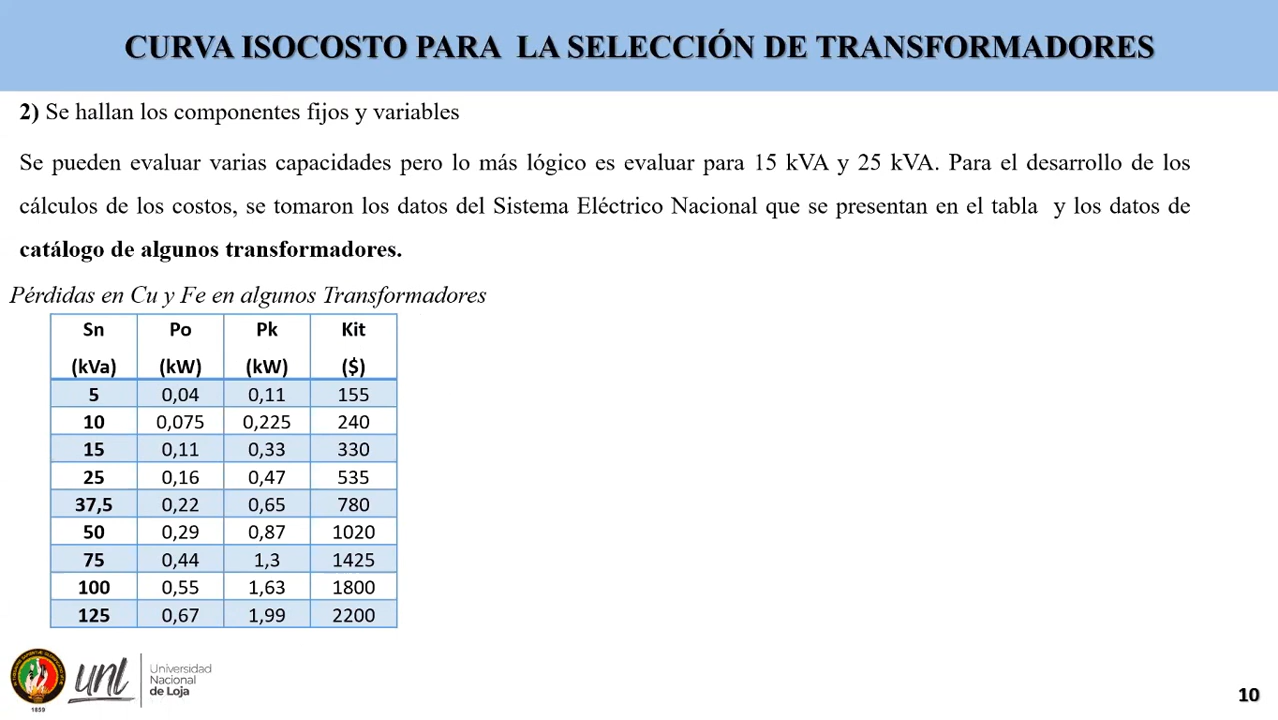 CURVA ISOCOSTO PARA LA SELECCIÓN DE TRANSFORMADORES
2) Se hallan los componentes fijos y variables
Se pueden evaluar varias capacidades pero lo más lógico es evaluar para 15 kVA y 25 kVA. Para el desarrollo de los
cálculos de los costos, se tomaron los datos del Sistema Eléctrico Nacional que se presentan en el tabla y los datos de
catálogo de algunos transformadores.
Pérdidas en Cu y Fe en algunos Transformadores
Sn Po Pk Kit
(kVa) (kW) (kW) ($)
5 0,04 0,11 155
10 0,075 0,225 240
15 0,11 0,33 330
25 0,16 0,47 535
37,5 0,22 0,65 780
50 0,29 0,87 1020
75 0,44 1,3 1425
100 0,55 1,63 1800
125 0,67 1,99 2200
unl
Universidad
Nacional
de Loja
1859
10